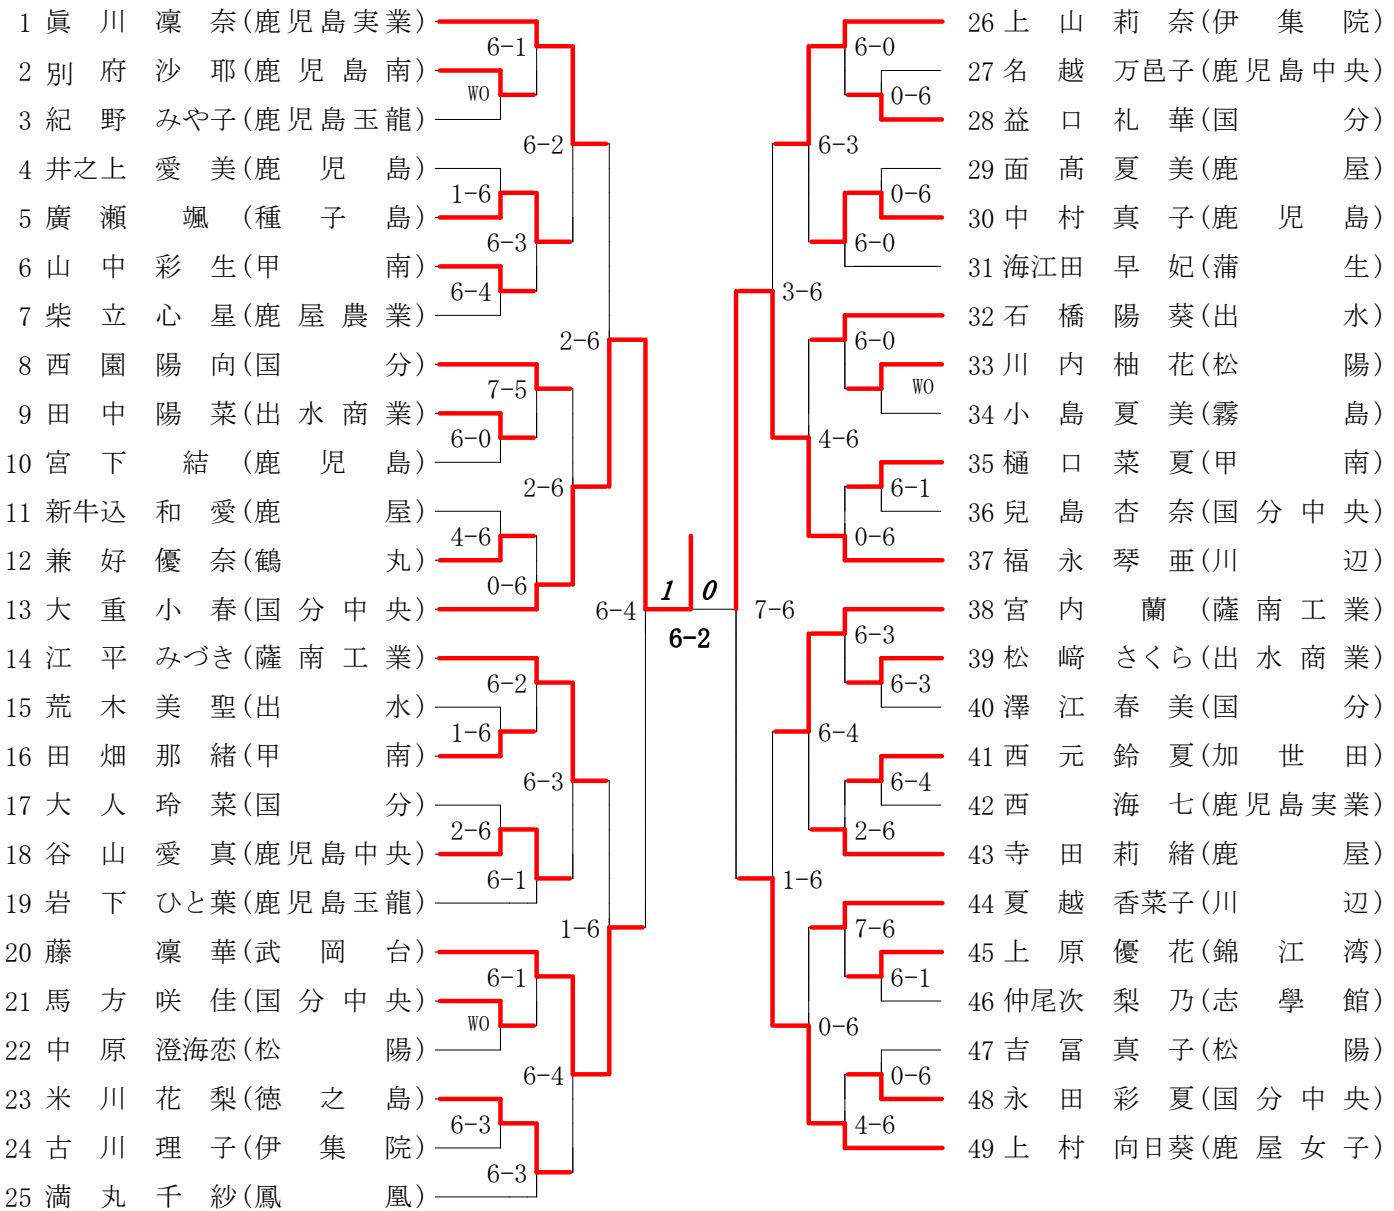 1 眞川凜奈(鹿児島実業)
2 別府沙耶(鹿児島南)
3 紀野みや子(鹿児島玉龍)
4 井之上愛美(鹿児島)
5 廣瀬颯(種子島)
6 山中彩生(甲南)
7 柴立心星(鹿屋農業)
8 西園陽向(国分)
9 田中陽菜(出水商業)
10 宮下結(鹿児島)
11 新牛込和愛(鹿屋)
12 兼好優奈(鶴丸)
13 大重小春(国分中央)
14 江平みづき(薩南工業)
15 荒木美聖(出水)
16 田畑那緒(甲南)
17 大人玲菜(国分)
18 谷山愛真(鹿児島中央)
19 岩下ひと葉(鹿児島玉龍)
20 藤凜華(武岡台)
21 馬方咲佳(国分中央)
22 中原澄海恋(松陽)
23 米川花梨(徳之島)
24 古川理子(伊集院)
25 満丸千紗(鳳凰)
6-1
WO
6-2
1-6
6-3
6-4
2-6
7-5
6-0
2-6
4-6
0-6
6-4
6-2
1-6
6-3
2-6
6-1
1-6
6-1
WO
6-4
6-3
6-3
1 0
6-2
6-0
0-6
6-3
0-6
6-0
3-6
6-0
WO
4-6
6-1
0-6
7-6
6-3
6-3
6-4
6-4
2-6
1-6
7-6
6-1
0-6
0-6
4-6
26 上山莉奈(伊集院)
27 名越万邑子(鹿児島中央)
28 益口礼華(国分)
29 面髙夏美(鹿屋)
30 中村真子(鹿児島)
31 海江田早妃(蒲生)
32 石橋陽葵(出水)
33 川内柚花(松陽)
34 小島夏美(霧島)
35 樋口菜夏(甲南)
36 兒島杏奈(国分中央)
37 福永琴亜(川辺)
38 宮内蘭(薩南工業)
39 松﨑さくら(出水商業)
40 澤江春美(国分)
41 西元鈴夏(加世田)
42 西海七(鹿児島実業)
43 寺田莉緒(鹿屋)
44 夏越香菜子(川辺)
45 上原優花(錦江湾)
46 仲尾次梨乃(志學館)
47 吉冨真子(松陽)
48 永田彩夏(国分中央)
49 上村向日葵(鹿屋女子)